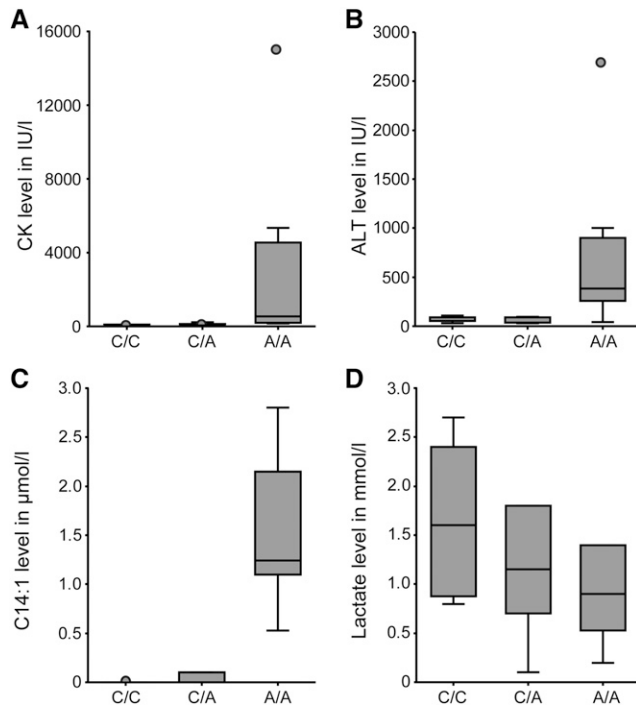 A
CK level in IU/l
16000
12000
8000
4000
0
C/C C/A A/A
B
ALT level in IU/l
3000
2500
2000
1500
1000
500
0
C/C C/A A/A
C
C14:1 level in µmol/l
3.0
2.5
2.0
1.5
1.0
0.5
0
C/C C/A A/A
D
Lactate level in mmol/l
3.0
2.5
2.0
1.5
1.0
0.5
0
C/C C/A A/A